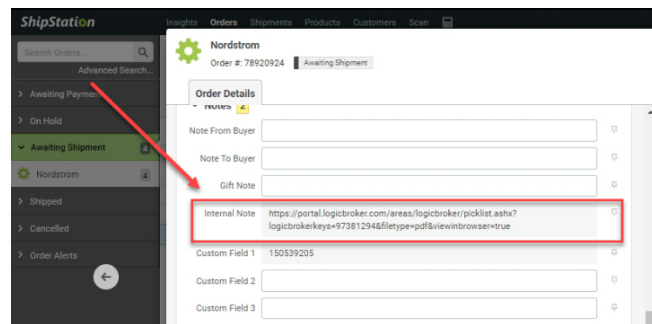 ShipStation
Insights Orders Shipments Products Customers Scan
Search Orders...
Advanced Search...
Awaiting Payment
On Hold
Awaiting Shipment 4
Nordstrom 4
Shipped
Cancelled
Order Alerts
Nordstrom
Order #: 78920924 Awaiting Shipment
Order Details
Notes 2
Note From Buyer
Note To Buyer
Gift Note
Internal Note https://portal.logicbroker.com/areas/logicbroker/picklist.ashx?
logicbrokerkeys=97381294&filetype=pdf&viewinbrowser=true
Custom Field 1 150539205
Custom Field 2
Custom Field 3